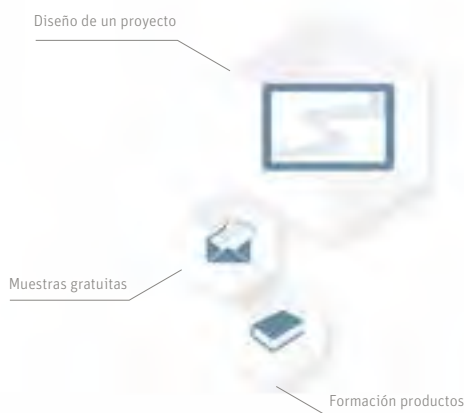 Diseño de un proyecto
Muestras gratuitas
Formación productos